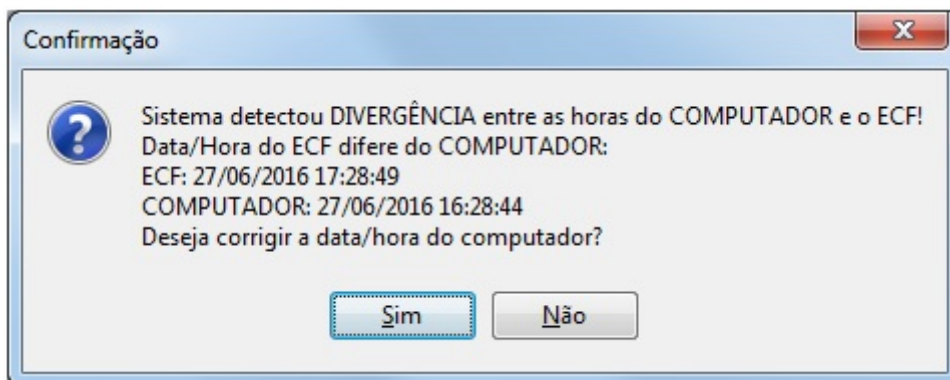 Confirmação
Sistema detectou DIVERGÊNCIA entre as horas do COMPUTADOR e o ECF!
Data/Hora do ECF difere do COMPUTADOR:
ECF: 27/06/2016 17:28:49
COMPUTADOR: 27/06/2016 16:28:44
Deseja corrigir a data/hora do computador?
Sim Não